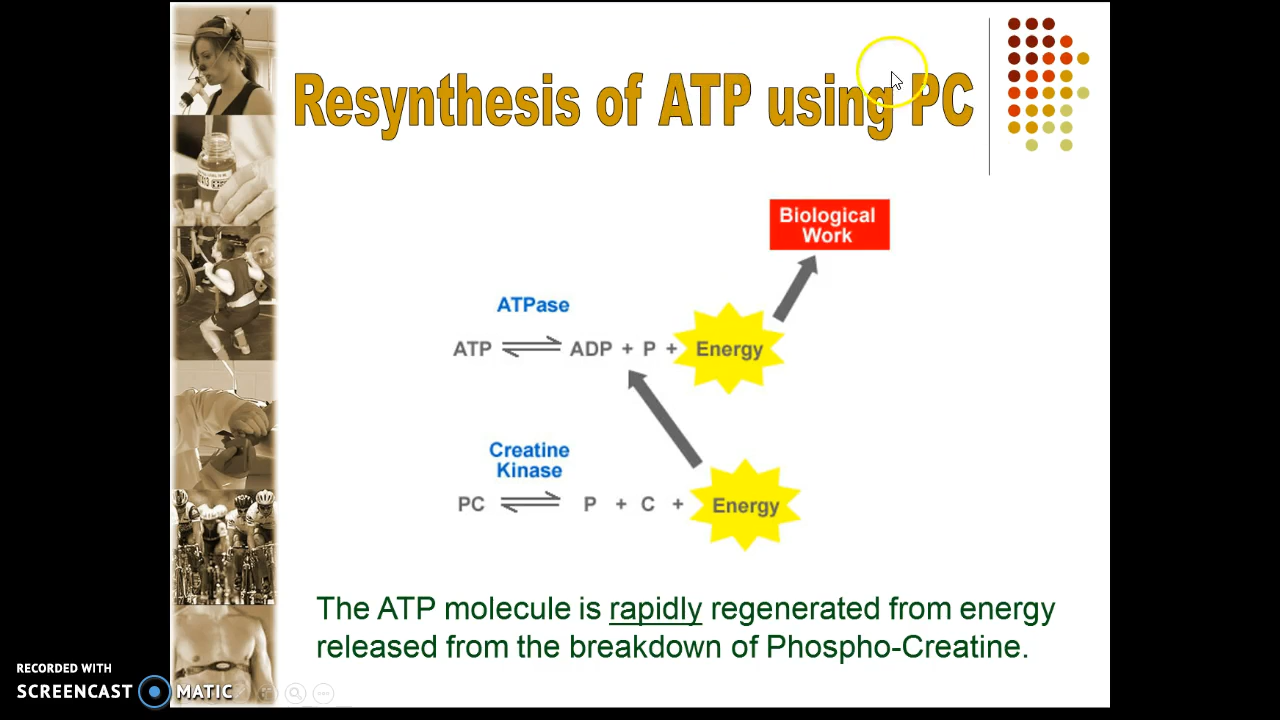 Resynthesis of ATP using PC
Biological
Work
ATPase
ATP ⇌ ADP + P + Energy
Creatine
Kinase
PC ⇌ P + C + Energy
The ATP molecule is rapidly regenerated from energy
released from the breakdown of Phospho-Creatine.
RECORDED WITH
SCREENCAST MATIC